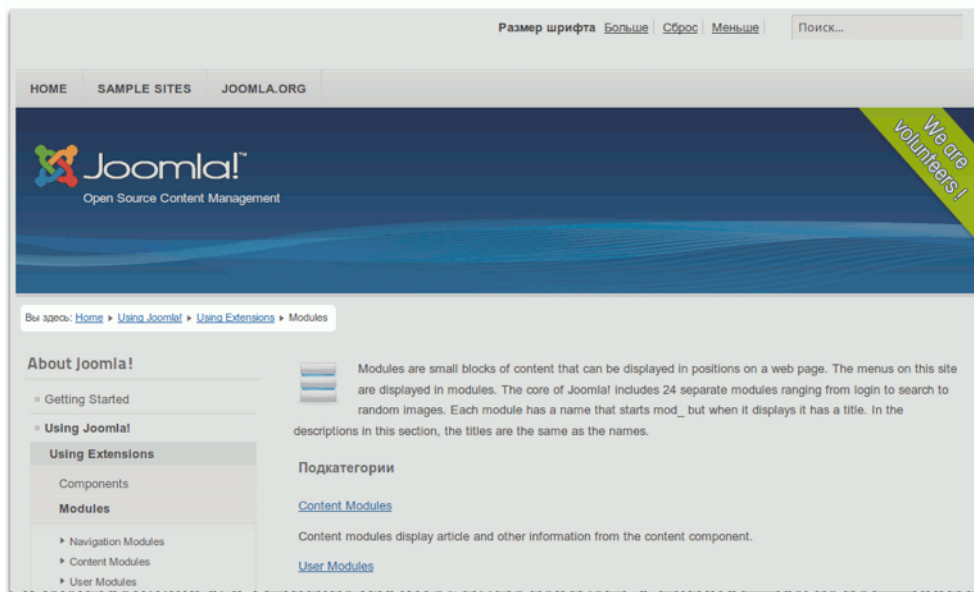 Размер шрифта Больше Сброс Меньше Поиск...
HOME SAMPLE SITES JOOMLA.ORG
We are
volunteers!
Joomla!™
Open Source Content Management
Вы здесь: Home Using Joomla! Using Extensions Modules
About Joomla!
Getting Started
Using Joomla!
Using Extensions
Components
Modules
Navigation Modules
Content Modules
User Modules
Modules are small blocks of content that can be displayed in positions on a web page. The menus on this site
are displayed in modules. The core of Joomla! includes 24 separate modules ranging from login to search to
random images. Each module has a name that starts mod_ but when it displays it has a title. In the
descriptions in this section, the titles are the same as the names.
Подкатегории
Content Modules
Content modules display article and other information from the content component.
User Modules